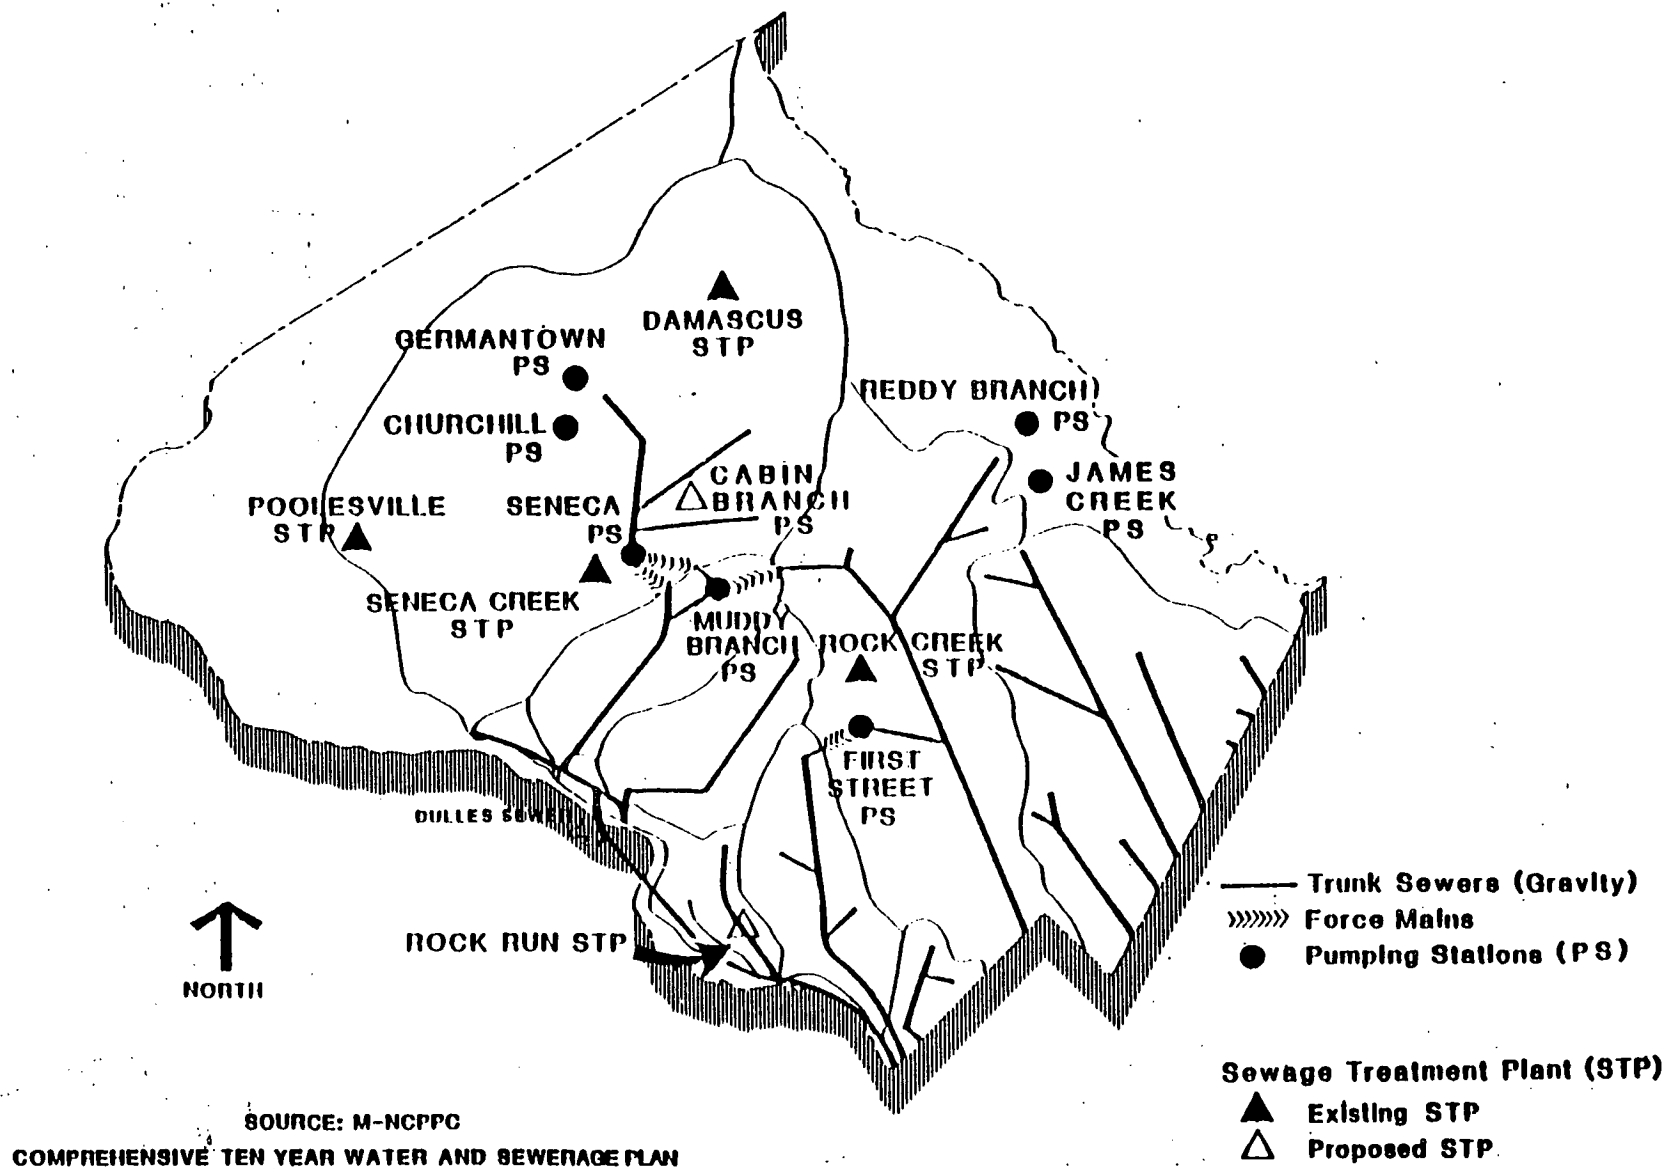 DAMASCUS
STP
GERMANTOWN
PS
CHURCHILL
PS
REDDY BRANCH
PS
JAMES
CREEK
PS
CABIN
BRANCH
PS
POOLESVILLE
STP
SENECA
PS
SENECA CREEK
STP
MUDDY
BRANCH
PS
ROCK CREEK
STP
FIRST
STREET
PS
DULLES SEWER
ROCK RUN STP
NORTH
Trunk Sewers (Gravity)
Force Mains
Pumping Stations (PS)
Sewage Treatment Plant (STP)
Existing STP
Proposed STP
SOURCE: M-NCPPC
COMPREHENSIVE TEN YEAR WATER AND SEWERAGE PLAN